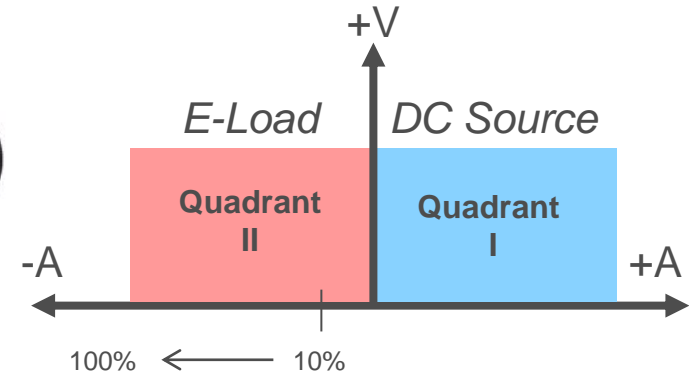 +V
E-Load DC Source
Quadrant
II
Quadrant
I
-A
+A
100% 10%